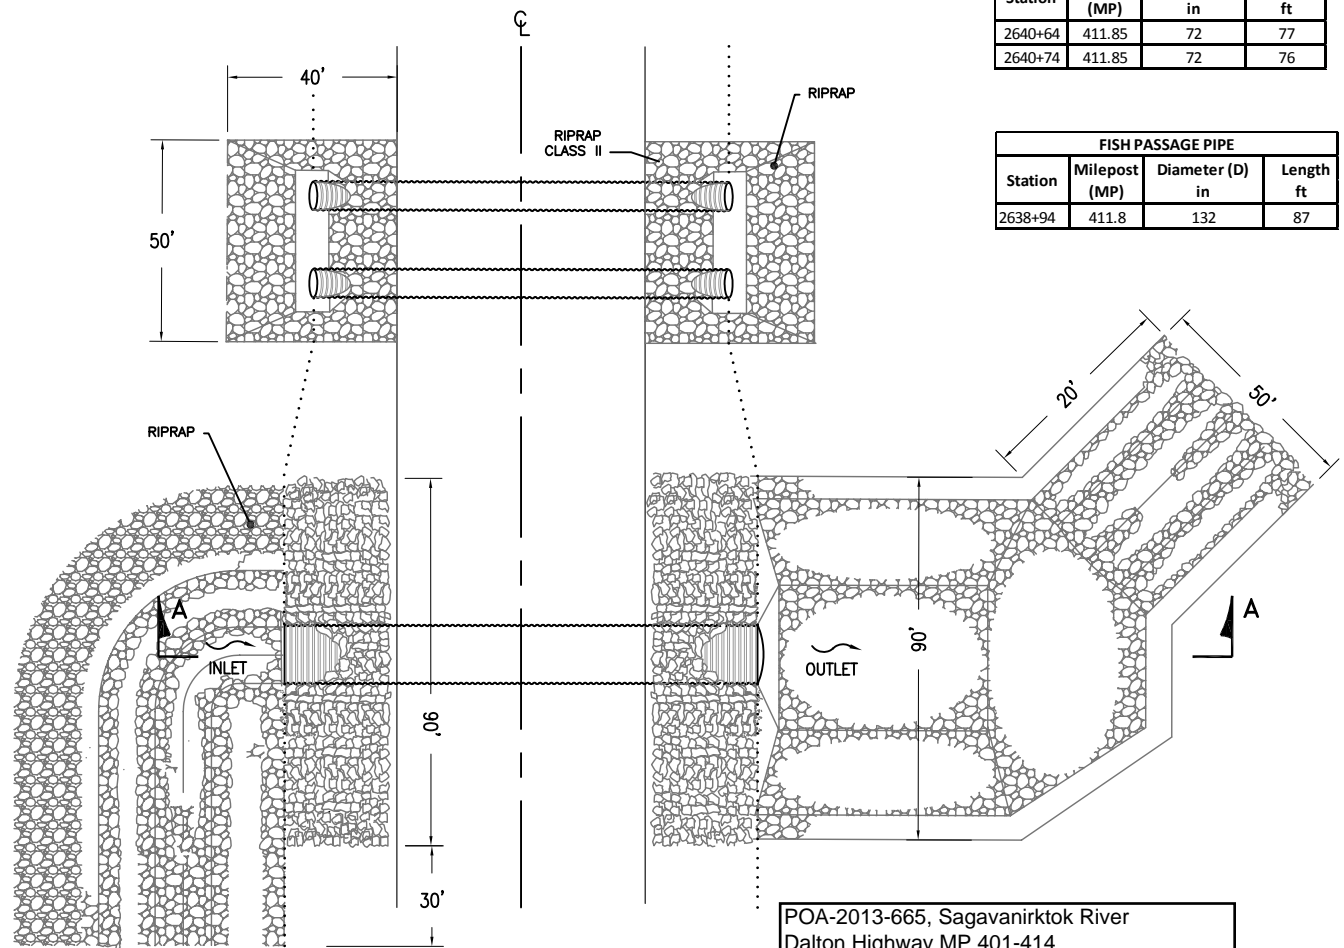 (MP) in ft
2640+64 411.85 72 77
2640+74 411.85 72 76
℄
40'
RIPRAP
RIPRAP
CLASS II
50'
FISH PASSAGE PIPE
Station Milepost (MP) Diameter (D) in Length ft
2638+94 411.8 132 87
20'
50'
RIPRAP
A
INLET
90'
OUTLET
90'
A
30'
POA-2013-665, Sagavanirktok River
Dalton Highway MP 401-414